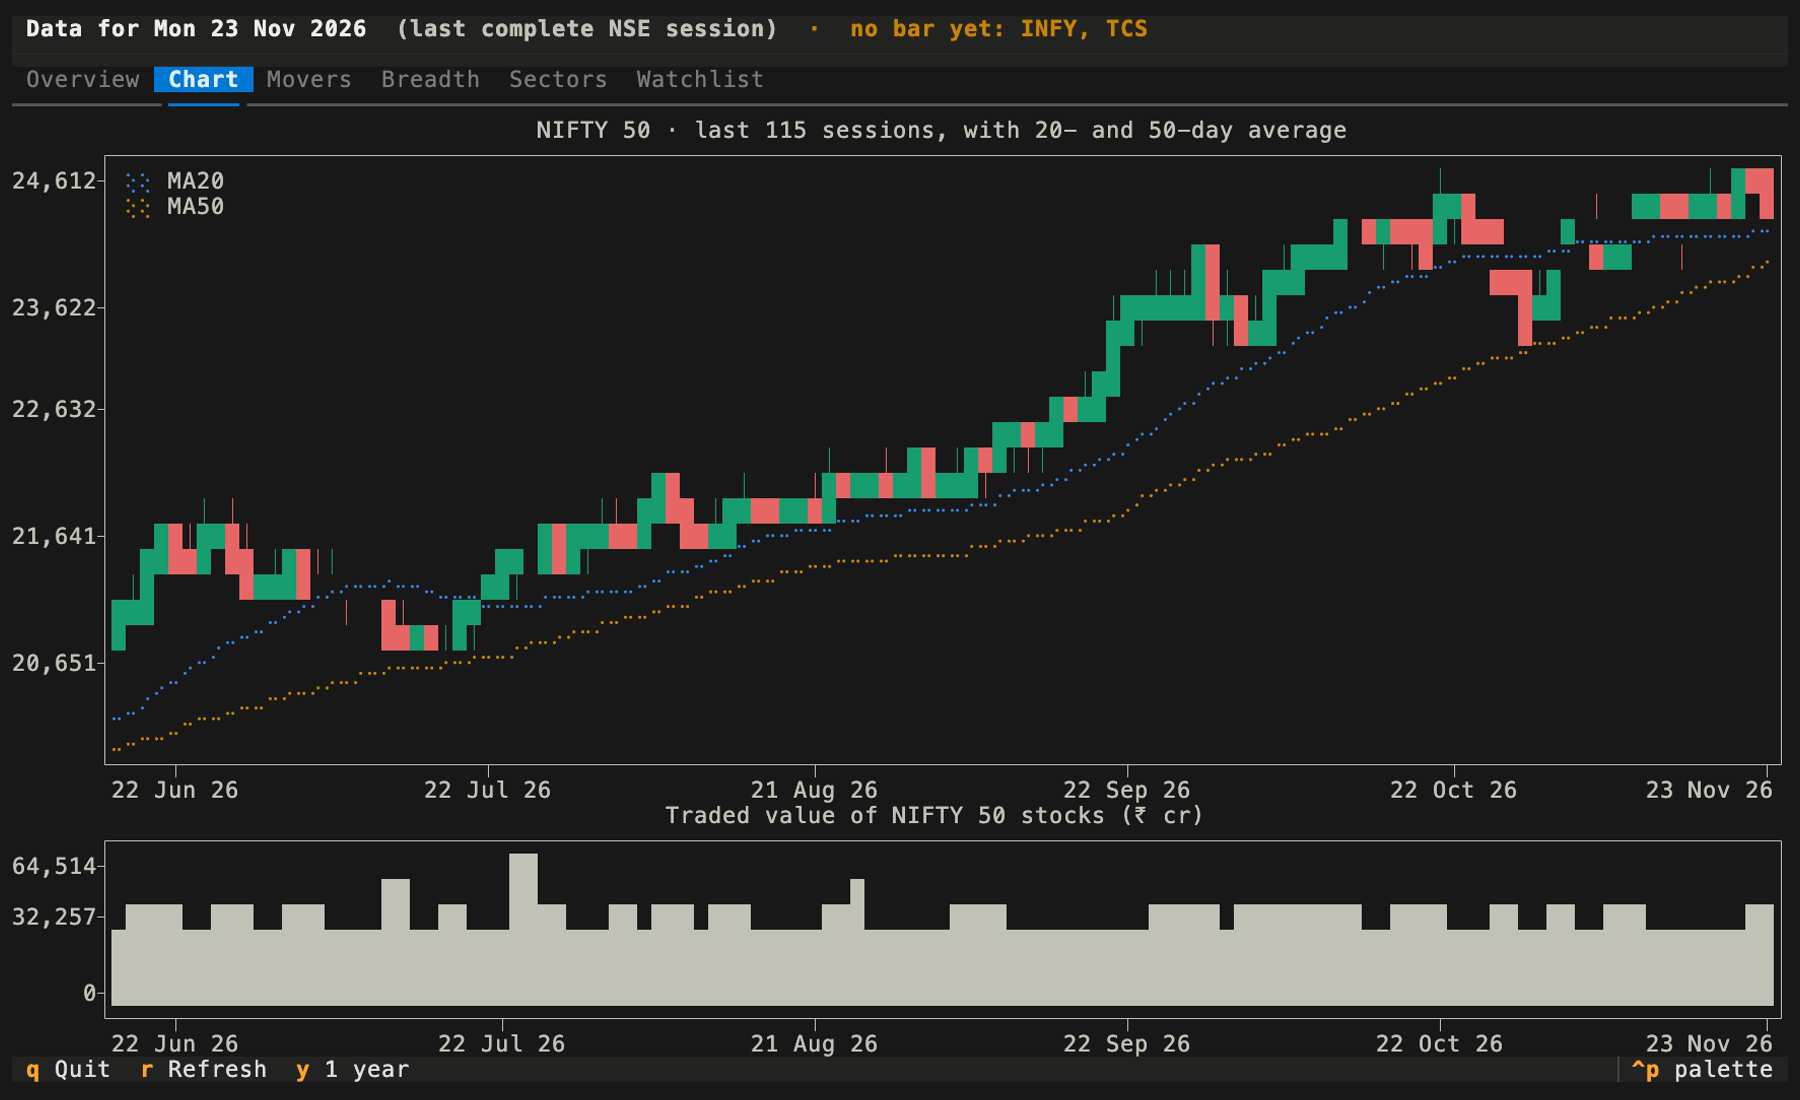 Data for Mon 23 Nov 2026 (last complete NSE session) · no bar yet: INFY, TCS
Overview Chart Movers Breadth Sectors Watchlist
NIFTY 50 · last 115 sessions, with 20- and 50-day average
24,612
MA20
MA50
23,622
22,632
21,641
20,651
22 Jun 26 22 Jul 26 21 Aug 26 22 Sep 26 22 Oct 26 23 Nov 26
Traded value of NIFTY 50 stocks (₹ cr)
64,514
32,257
0
22 Jun 26 22 Jul 26 21 Aug 26 22 Sep 26 22 Oct 26 23 Nov 26
q Quit r Refresh y 1 year ^p palette